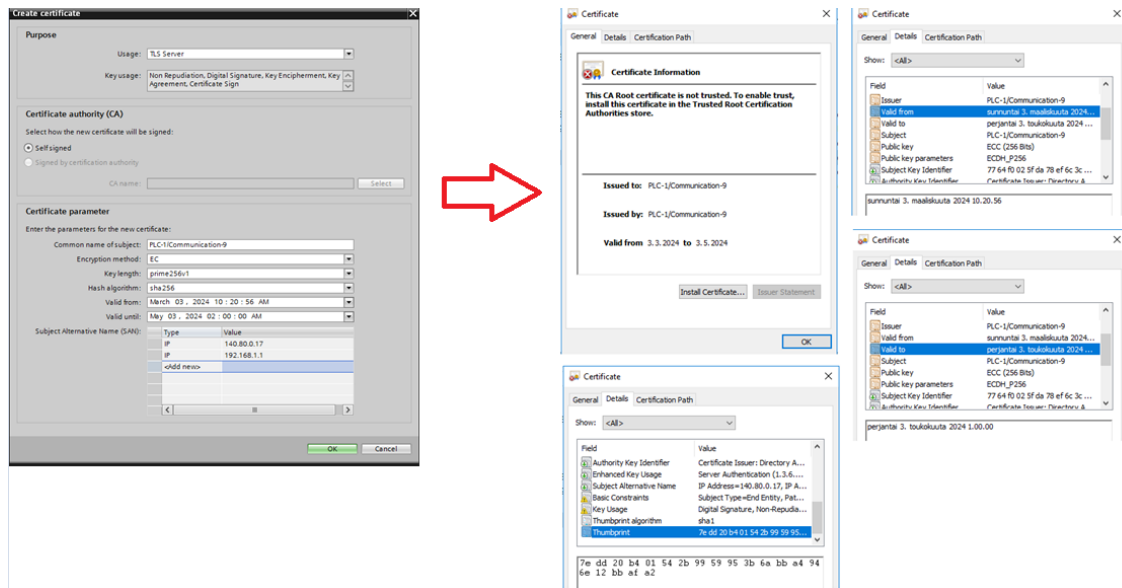 Create certificate
Purpose
Usage: TLS Server
Key usage: Non Repudiation, Digital Signature, Key Encipherment, Key
Agreement, Certificate Sign
Certificate authority (CA)
Select how the new certificate will be signed:
Self signed
Signed by certification authority
CA name:
Select
Certificate parameter
Enter the parameters for the new certificate:
Common name of subject: PLC-1/Communication-9
Encryption method: EC
Key length: prime256v1
Hash algorithm: sha256
Valid from: March 03, 2024 10:20:56 AM
Valid until: May 03, 2024 02:00:00 AM
Subject Alternative Name (SAN): Type Value
IP 140.80.0.17
IP 192.168.1.1
<Add new>
OK Cancel
Certificate
General Details Certification Path
Certificate Information
This CA Root certificate is not trusted. To enable trust,
install this certificate in the Trusted Root Certification
Authorities store.
Issued to: PLC-1/Communication-9
Issued by: PLC-1/Communication-9
Valid from 3.3.2024 to 3.5.2024
Install Certificate... Issuer Statement
OK
Certificate
General Details Certification Path
Show: <All>
Field Value
Issuer PLC-1/Communication-9
Valid from sunnuntai 3. maaliskuuta 2024...
Valid to perjantai 3. toukokuuta 2024 ...
Subject PLC-1/Communication-9
Public key ECC (256 Bits)
Public key parameters ECDH_P256
Subject Key Identifier 77 64 f0 02 5f da 78 ef 6c 3c ...
Authority Key Identifier Certificate Issuer: Directory A...
sunnuntai 3. maaliskuuta 2024 10.20.56
Certificate
General Details Certification Path
Show: <All>
Field Value
Issuer PLC-1/Communication-9
Valid from sunnuntai 3. maaliskuuta 2024...
Valid to perjantai 3. toukokuuta 2024 ...
Subject PLC-1/Communication-9
Public key ECC (256 Bits)
Public key parameters ECDH_P256
Subject Key Identifier 77 64 f0 02 5f da 78 ef 6c 3c ...
Authority Key Identifier Certificate Issuer: Directory A...
perjantai 3. toukokuuta 2024 1.00.00
Certificate
General Details Certification Path
Show: <All>
Field Value
Authority Key Identifier Certificate Issuer: Directory A...
Enhanced Key Usage Server Authentication (1.3.6....
Subject Alternative Name IP Address=140.80.0.17, IP A...
Basic Constraints Subject Type=End Entity, Pat...
Key Usage Digital Signature, Non-Repudia...
Thumbprint algorithm sha1
Thumbprint 7e dd 20 b4 01 54 2b 99 59 95...
7e dd 20 b4 01 54 2b 99 59 95 3b 6a bb a4 94
6e 12 bb af a2